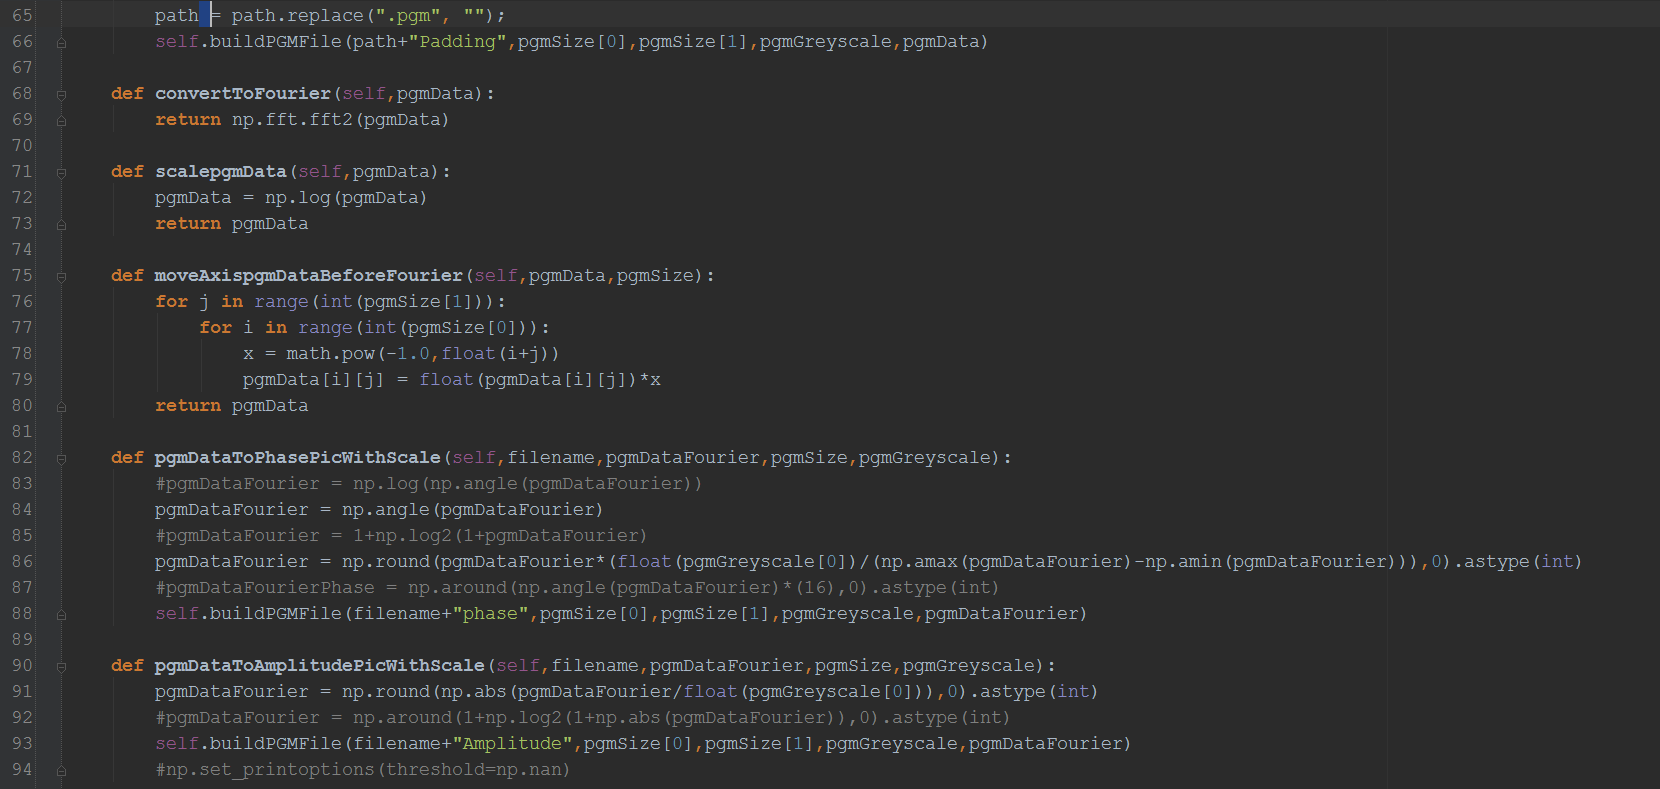 65 path = path.replace(".pgm", "");
66 self.buildPGMFile(path+"Padding",pgmSize[0],pgmSize[1],pgmGreyscale,pgmData)
67
68 def convertToFourier(self,pgmData):
69 return np.fft.fft2(pgmData)
70
71 def scalepgmData(self,pgmData):
72 pgmData = np.log(pgmData)
73 return pgmData
74
75 def moveAxispgmDataBeforeFourier(self,pgmData,pgmSize):
76 for j in range(int(pgmSize[1])):
77 for i in range(int(pgmSize[0])):
78 x = math.pow(-1.0,float(i+j))
79 pgmData[i][j] = float(pgmData[i][j])*x
80 return pgmData
81
82 def pgmDataToPhasePicWithScale(self,filename,pgmDataFourier,pgmSize,pgmGreyscale):
83 #pgmDataFourier = np.log(np.angle(pgmDataFourier))
84 pgmDataFourier = np.angle(pgmDataFourier)
85 #pgmDataFourier = 1+np.log2(1+pgmDataFourier)
86 pgmDataFourier = np.round(pgmDataFourier*(float(pgmGreyscale[0])/(np.amax(pgmDataFourier)-np.amin(pgmDataFourier))),0).astype(int)
87 #pgmDataFourierPhase = np.around(np.angle(pgmDataFourier)*(16),0).astype(int)
88 self.buildPGMFile(filename+"phase",pgmSize[0],pgmSize[1],pgmGreyscale,pgmDataFourier)
89
90 def pgmDataToAmplitudePicWithScale(self,filename,pgmDataFourier,pgmSize,pgmGreyscale):
91 pgmDataFourier = np.round(np.abs(pgmDataFourier/float(pgmGreyscale[0])),0).astype(int)
92 #pgmDataFourier = np.around(1+np.log2(1+np.abs(pgmDataFourier)),0).astype(int)
93 self.buildPGMFile(filename+"Amplitude",pgmSize[0],pgmSize[1],pgmGreyscale,pgmDataFourier)
94 #np.set_printoptions(threshold=np.nan)